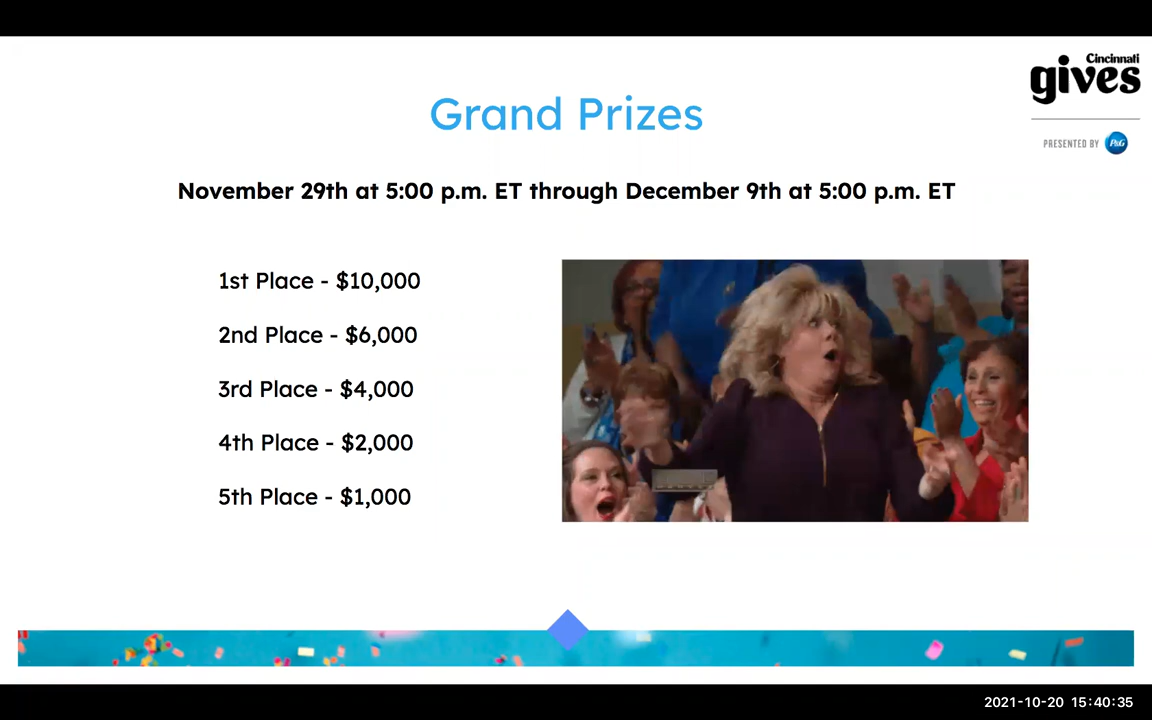 Cincinnati
gives
PRESENTED BY P&G
Grand Prizes
November 29th at 5:00 p.m. ET through December 9th at 5:00 p.m. ET
1st Place - $10,000
2nd Place - $6,000
3rd Place - $4,000
4th Place - $2,000
5th Place - $1,000
2021-10-20 15:40:35